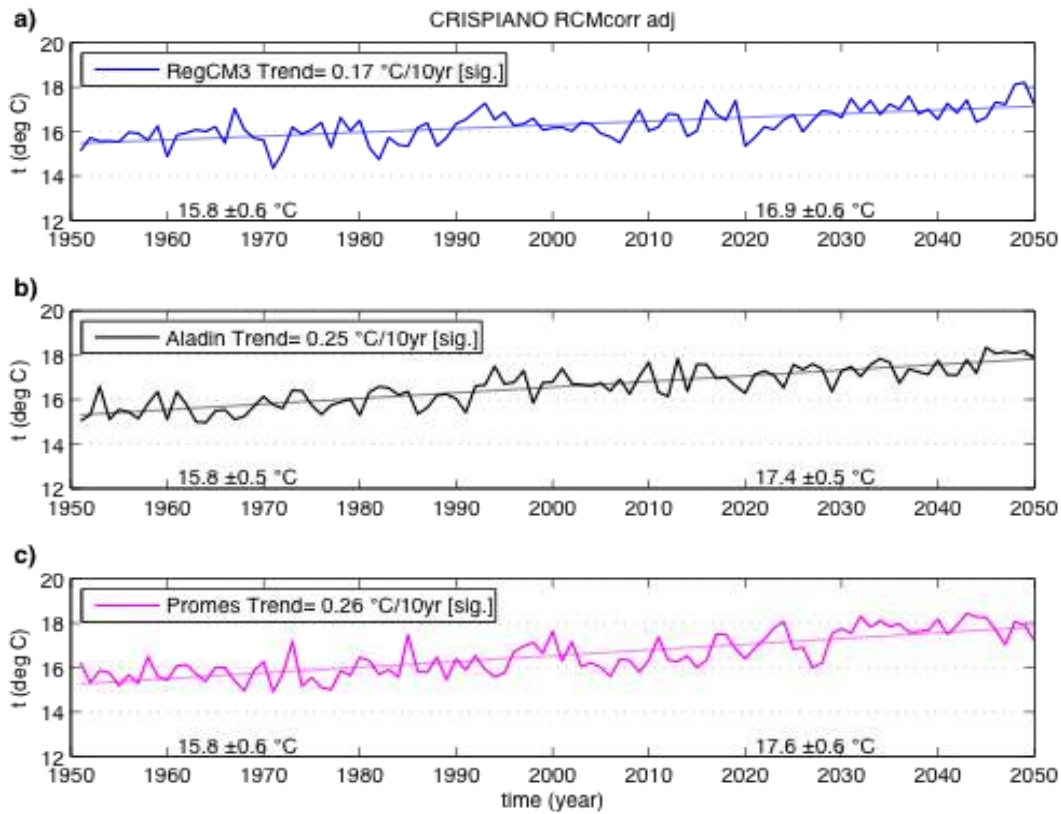 a)
CRISPIANO RCMcorr adj
RegCM3 Trend= 0.17 °C/10yr [sig.]
t (deg C)
20
18
16
14
12
15.8 ±0.6 °C
16.9 ±0.6 °C
1950 1960 1970 1980 1990 2000 2010 2020 2030 2040 2050
b)
Aladin Trend= 0.25 °C/10yr [sig.]
t (deg C)
20
18
16
14
12
15.8 ±0.5 °C
17.4 ±0.5 °C
1950 1960 1970 1980 1990 2000 2010 2020 2030 2040 2050
c)
Promes Trend= 0.26 °C/10yr [sig.]
t (deg C)
20
18
16
14
12
15.8 ±0.6 °C
17.6 ±0.6 °C
1950 1960 1970 1980 1990 2000 2010 2020 2030 2040 2050
time (year)